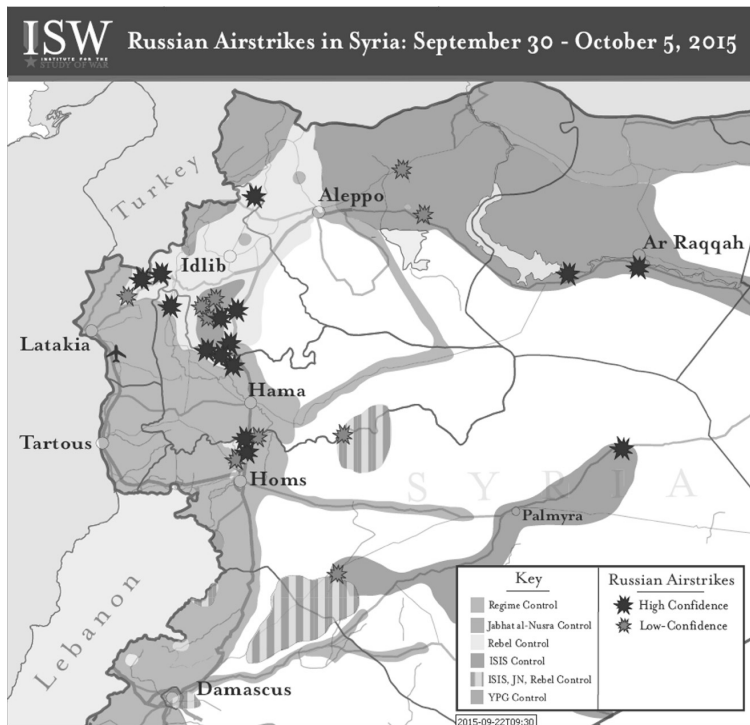 ISW
INSTITUTE FOR THE
STUDY OF WAR
Russian Airstrikes in Syria: September 30 - October 5, 2015
Turkey
Aleppo
Idlib
Ar Raqqah
Latakia
Hama
Tartous
Homs
SYRIA
Palmyra
Lebanon
Damascus
Key
Regime Control
Jabhat al-Nusra Control
Rebel Control
ISIS Control
ISIS, JN, Rebel Control
YPG Control
Russian Airstrikes
High Confidence
Low-Confidence
2015-09-22T09:30